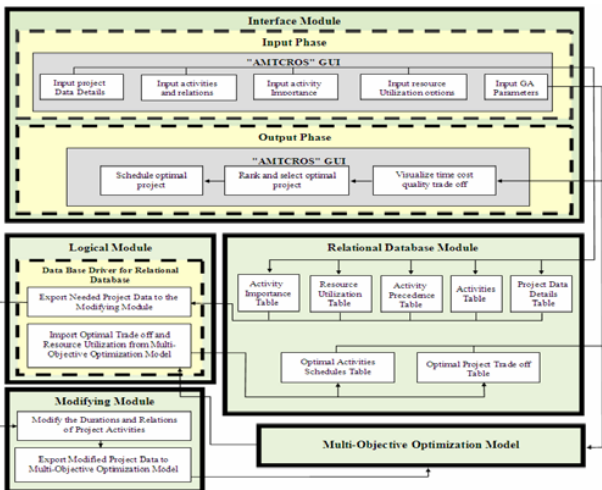 Interface Module
Input Phase
"AMTCROS" GUI
Input project
Data Details
Input activities
and relations
Input activity
Importance
Input resource
Utilization options
Input GA
Parameters
Output Phase
"AMTCROS" GUI
Schedule optimal
project
Rank and select optimal
project
Visualize time cost
quality trade off
Logical Module
Data Base Driver for Relational
Database
Export Needed Project Data to the
Modifying Module
Import Optimal Trade off and
Resource Utilization from Multi-
Objective Optimization Model
Relational Database Module
Activity
Importance
Table
Resource
Utilization
Table
Activity
Precedence
Table
Activities
Table
Project Data
Details
Table
Optimal Activities
Schedules Table
Optimal Project Trade off
Table
Modifying Module
Modify the Durations and Relations
of Project Activities
Export Modified Project Data to
Multi-Objective Optimization Model
Multi-Objective Optimization Model